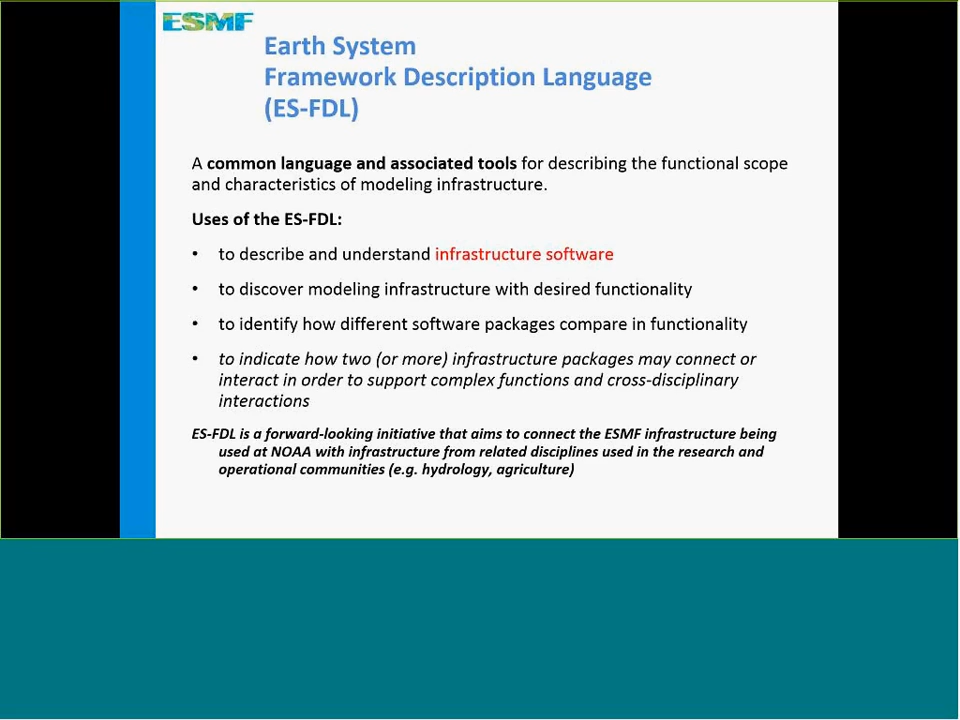 ESMF
Earth System
Framework Description Language
(ES-FDL)
A common language and associated tools for describing the functional scope
and characteristics of modeling infrastructure.
Uses of the ES-FDL:
• to describe and understand infrastructure software
• to discover modeling infrastructure with desired functionality
• to identify how different software packages compare in functionality
• to indicate how two (or more) infrastructure packages may connect or
interact in order to support complex functions and cross-disciplinary
interactions
ES-FDL is a forward-looking initiative that aims to connect the ESMF infrastructure being
used at NOAA with infrastructure from related disciplines used in the research and
operational communities (e.g. hydrology, agriculture)